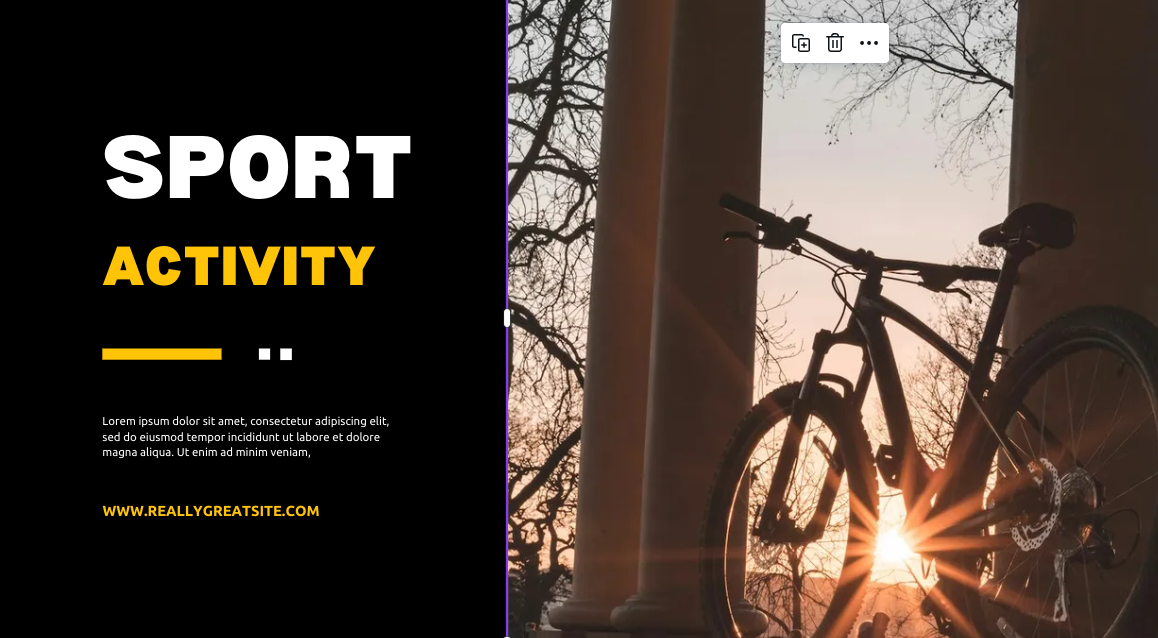 SPORT
ACTIVITY
Lorem ipsum dolor sit amet, consectetur adipiscing elit,
sed do eiusmod tempor incididunt ut labore et dolore
magna aliqua. Ut enim ad minim veniam,
WWW.REALLYGREATSITE.COM